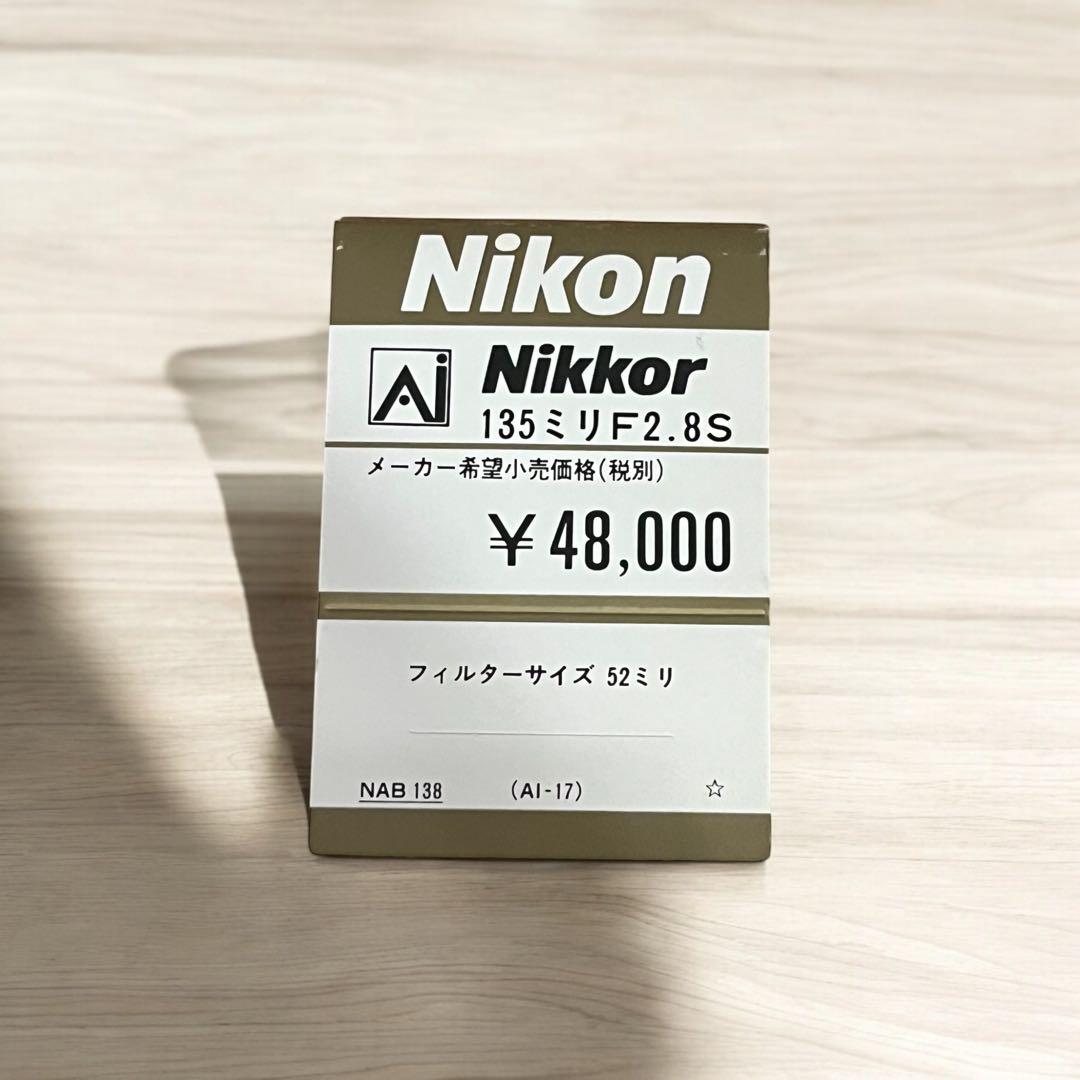 Nikon
Ai Nikkor
135ミリF2.8S
メーカー希望小売価格(税別)
¥48,000
フィルターサイズ 52ミリ
NAB 138 (AI-17) ☆